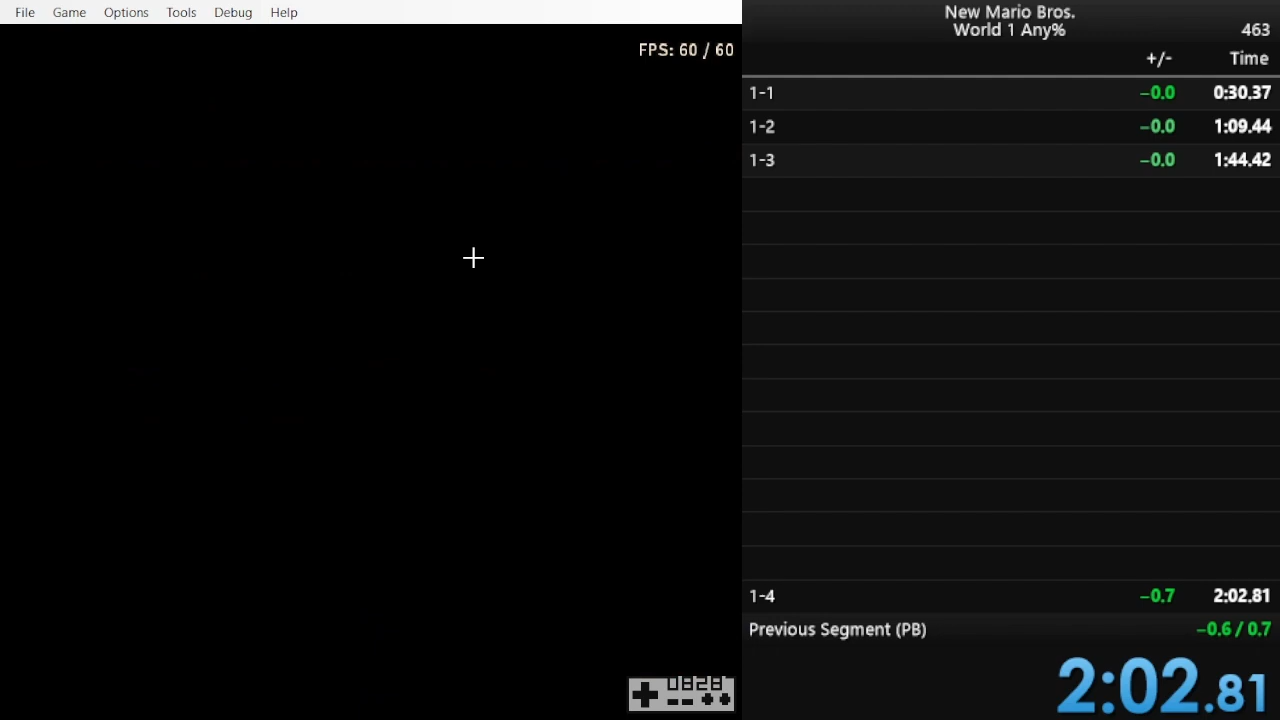 File Game Options Tools Debug Help
FPS: 60 / 60
0828
New Mario Bros.
World 1 Any%
463
+/- Time
1-1 −0.0 0:30.37
1-2 −0.0 1:09.44
1-3 −0.0 1:44.42
1-4 −0.7 2:02.81
Previous Segment (PB) −0.6 / 0.7
2:02.81